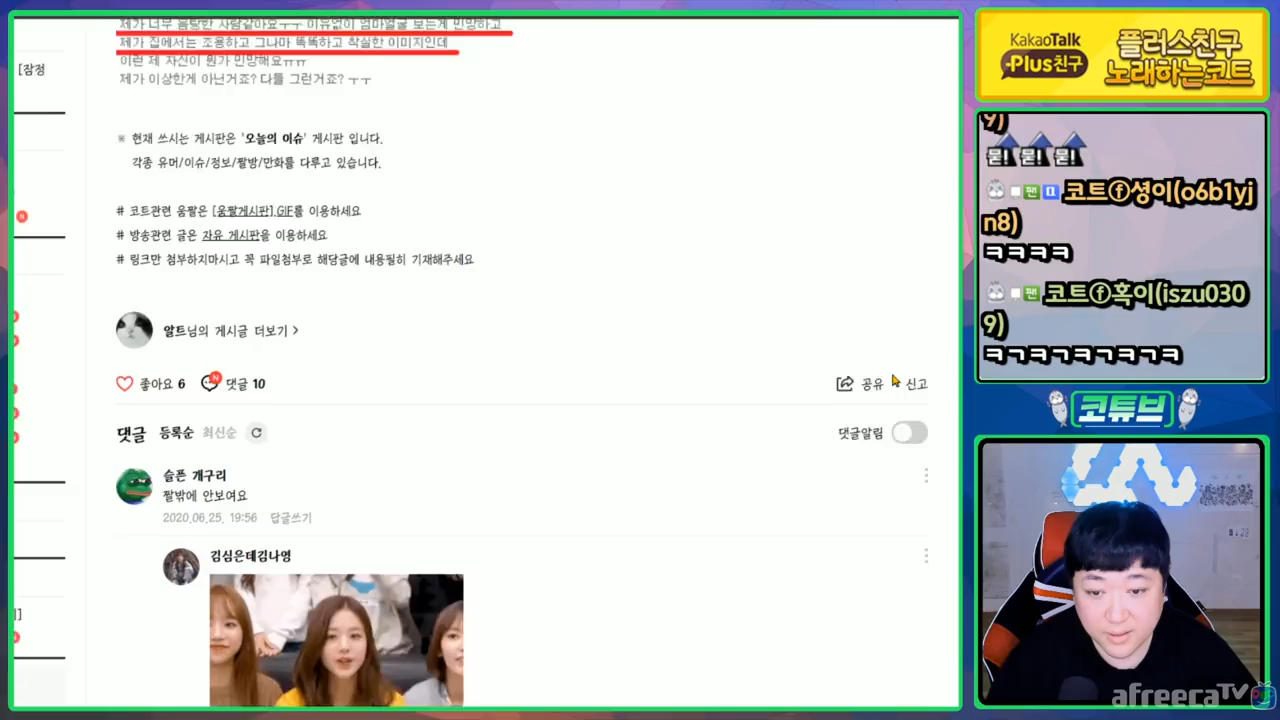 제가 너무 음탕한 사람같아요ㅜㅜ 이유없이 엄마얼굴 보는게 민망하고
제가 집에서는 조용하고 그나마 똑똑하고 착실한 이미지인데
이런 제 자신이 뭔가 민망해요ㅠㅠ
제가 이상한게 아닌거죠? 다들 그런거죠? ㅜㅜ
[잠정
※ 현재 쓰시는 게시판은 '오늘의 이슈' 게시판 입니다.
각종 유머/이슈/정보/짤방/만화를 다루고 있습니다.
# 코트관련 움짤은 [움짤게시판].GIF를 이용하세요
# 방송관련 글은 자유 게시판을 이용하세요
# 링크만 첨부하지마시고 꼭 파일첨부로 해당글에 내용필히 기재해주세요
알트님의 게시글 더보기 >
좋아요 6 댓글 10
공유 신고
댓글 등록순 최신순
댓글알림
슬픈 개구리
짤밖에 안보여요
2020.06.25. 19:56 답글쓰기
김심은데김나영
KakaoTalk
Plus친구
플러스친구
노래하는코트
9)
묻! 묻! 묻!
팬 코트ⓕ셩이(o6b1yj
n8)
ㅋㅋㅋㅋ
팬 코트ⓕ혹이(iszu030
9)
ㅋㄱㅋㄱㅋㄱㅋㄱㅋ
코튜브
afreecaTV